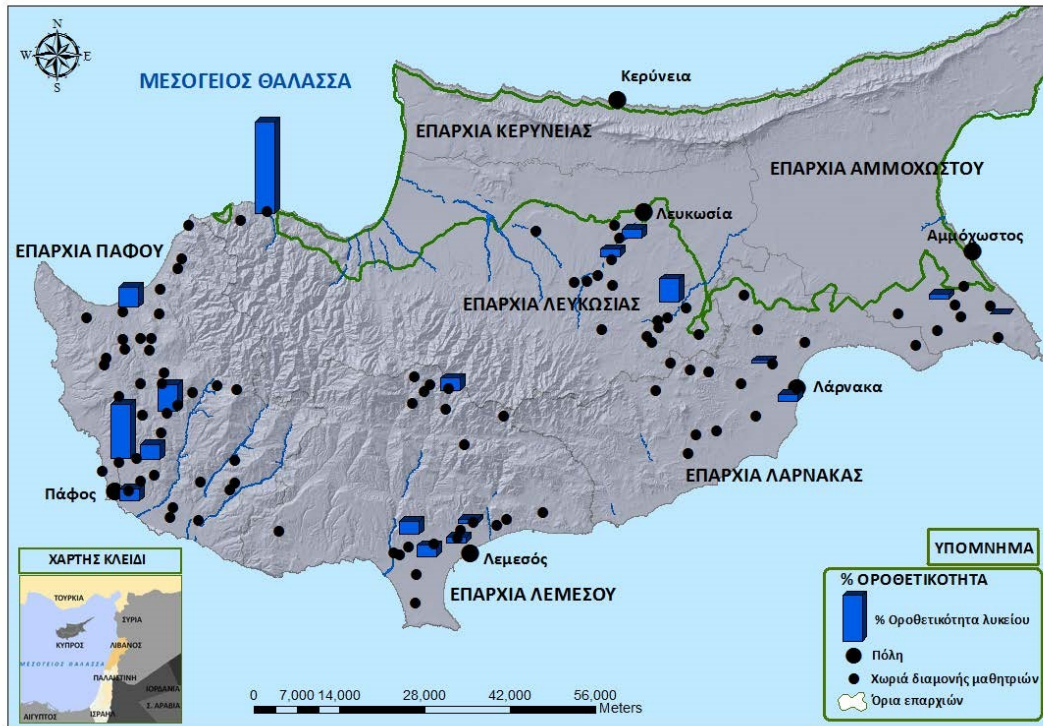 N
W E
S
ΜΕΣΟΓΕΙΟΣ ΘΑΛΑΣΣΑ
Κερύνεια
ΕΠΑΡΧΙΑ ΚΕΡΥΝΕΙΑΣ
ΕΠΑΡΧΙΑ ΑΜΜΟΧΩΣΤΟΥ
Λευκωσία
Αμμόχωστος
ΕΠΑΡΧΙΑ ΠΑΦΟΥ
ΕΠΑΡΧΙΑ ΛΕΥΚΩΣΙΑΣ
Λάρνακα
ΕΠΑΡΧΙΑ ΛΑΡΝΑΚΑΣ
Πάφος
Λεμεσός
ΕΠΑΡΧΙΑ ΛΕΜΕΣΟΥ
ΧΑΡΤΗΣ ΚΛΕΙΔΙ
ΤΟΥΡΚΙΑ
ΣΥΡΙΑ
ΚΥΠΡΟΣ
ΛΙΒΑΝΟΣ
ΜΕΣΟΓΕΙΟΣ ΘΑΛΑΣΣΑ
ΠΑΛΑΙΣΤΙΝΗ
ΙΟΡΔΑΝΙΑ
Σ. ΑΡΑΒΙΑ
ΑΙΓΥΠΤΟΣ
ΙΣΡΑΗΛ
0 7,000 14,000 28,000 42,000 56,000
Meters
ΥΠΟΜΝΗΜΑ
% ΟΡΟΘΕΤΙΚΟΤΗΤΑ
% Οροθετικότητα λυκείου
Πόλη
Χωριά διαμονής μαθητριών
Όρια επαρχιών